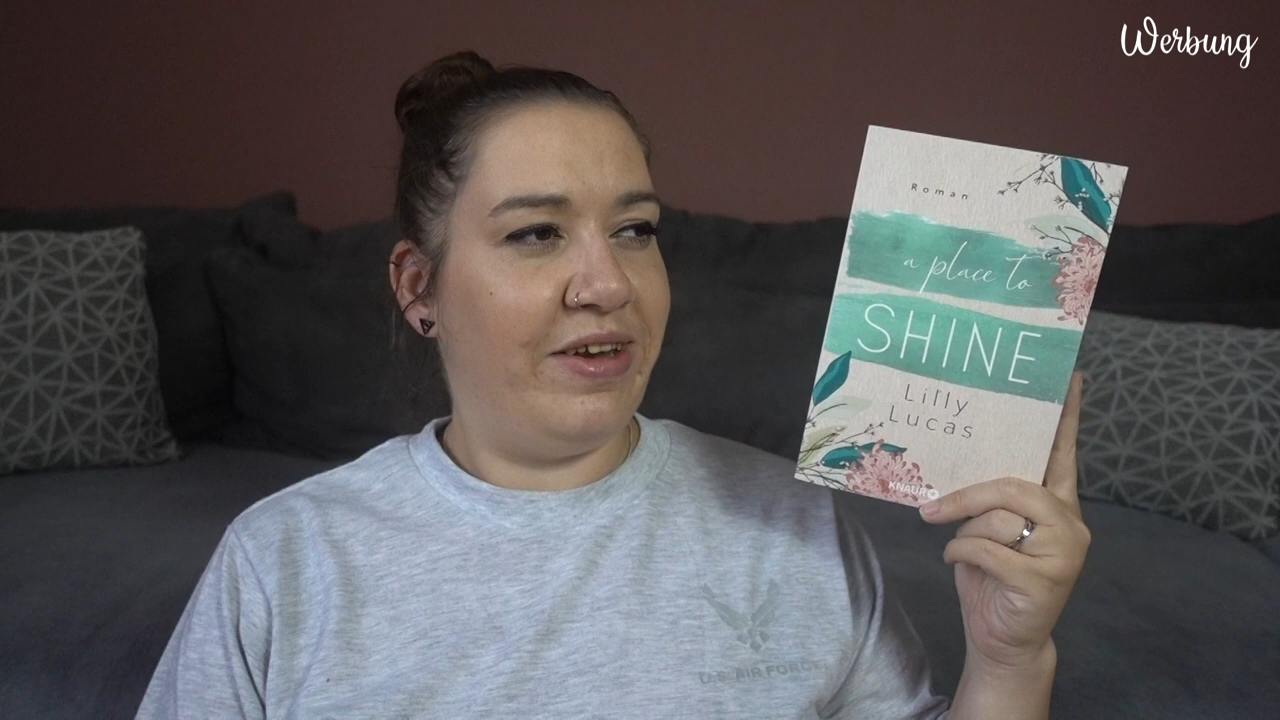 Werbung
Roman
a place to
SHINE
Lilly
Lucas
KNAUR
U.S. AIR FORCE